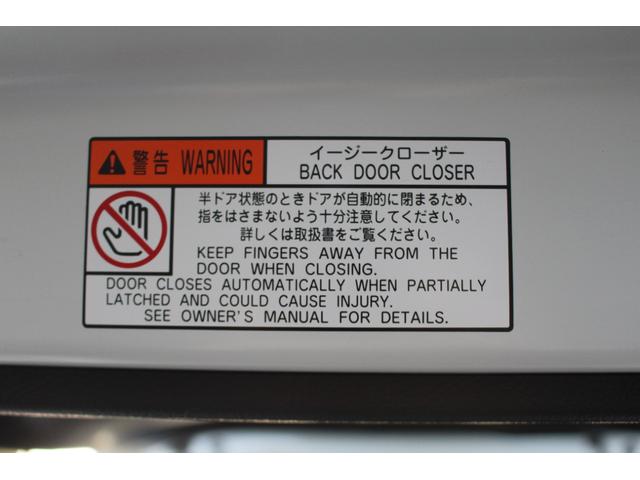 警告 WARNING
イージークローザー
BACK DOOR CLOSER
半ドア状態のときドアが自動的に閉まるため、
指をはさまないよう十分注意してください。
詳しくは取扱書をご覧ください。
KEEP FINGERS AWAY FROM THE
DOOR WHEN CLOSING.
DOOR CLOSES AUTOMATICALLY WHEN PARTIALLY
LATCHED AND COULD CAUSE INJURY.
SEE OWNER'S MANUAL FOR DETAILS.